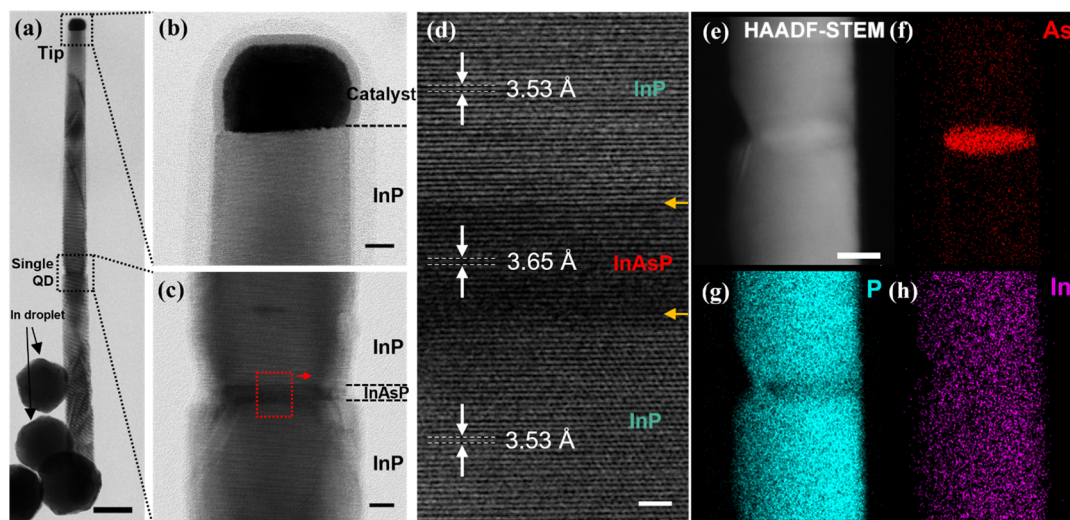 (a)
Tip
Single
QD
In droplet
(b)
Catalyst
InP
(c)
InP
InAsP
InP
(d)
3.53 Å
InP
3.65 Å
InAsP
InP
3.53 Å
(e)
HAADF-STEM
(f)
As
(g)
P
(h)
In